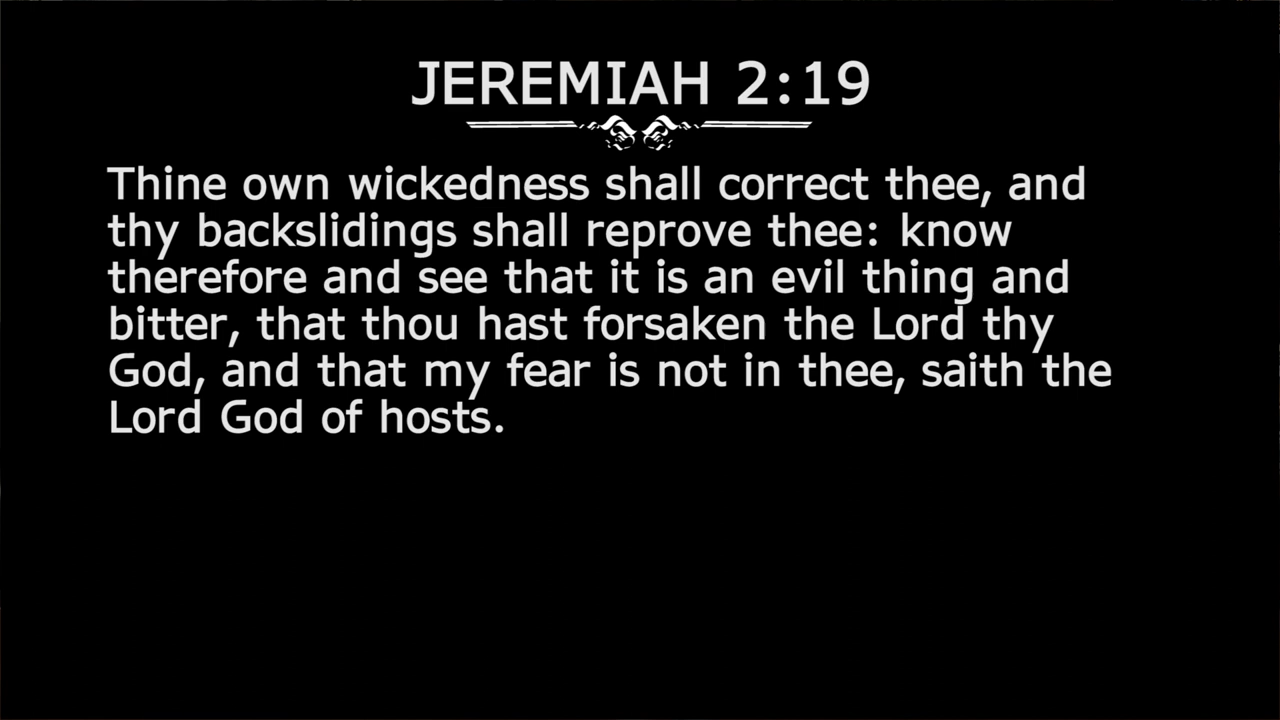 JEREMIAH 2:19
Thine own wickedness shall correct thee, and
thy backslidings shall reprove thee: know
therefore and see that it is an evil thing and
bitter, that thou hast forsaken the Lord thy
God, and that my fear is not in thee, saith the
Lord God of hosts.